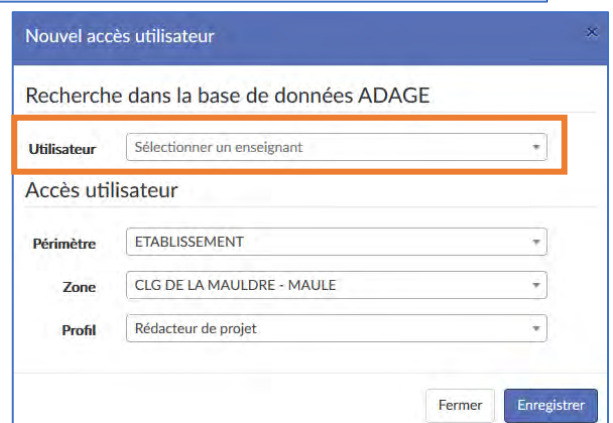 Nouvel accès utilisateur ×
Recherche dans la base de données ADAGE
Utilisateur Sélectionner un enseignant
Accès utilisateur
Périmètre ETABLISSEMENT
Zone CLG DE LA MAULDRE - MAULE
Profil Rédacteur de projet
Fermer Enregistrer